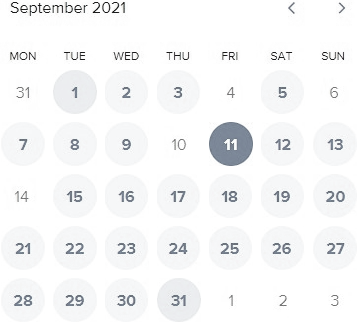 September 2021
MON TUE WED THU FRI SAT SUN
31 1 2 3 4 5 6
7 8 9 10 11 12 13
14 15 16 17 18 19 20
21 22 23 24 25 26 27
28 29 30 31 1 2 3